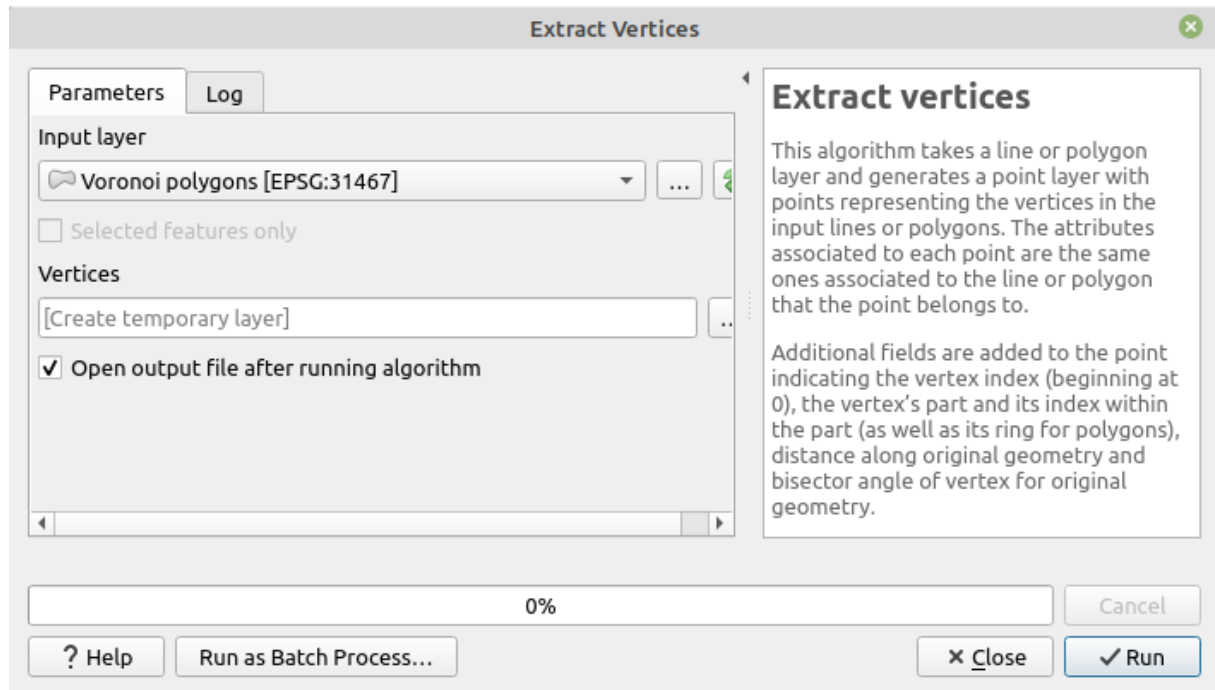 Extract Vertices
Parameters
Log
Input layer
Voronoi polygons [EPSG:31467]
...
Selected features only
Vertices
[Create temporary layer]
..
Open output file after running algorithm
Extract vertices
This algorithm takes a line or polygon
layer and generates a point layer with
points representing the vertices in the
input lines or polygons. The attributes
associated to each point are the same
ones associated to the line or polygon
that the point belongs to.
Additional fields are added to the point
indicating the vertex index (beginning at
0), the vertex's part and its index within
the part (as well as its ring for polygons),
distance along original geometry and
bisector angle of vertex for original
geometry.
0%
Cancel
? Help
Run as Batch Process...
Close
Run